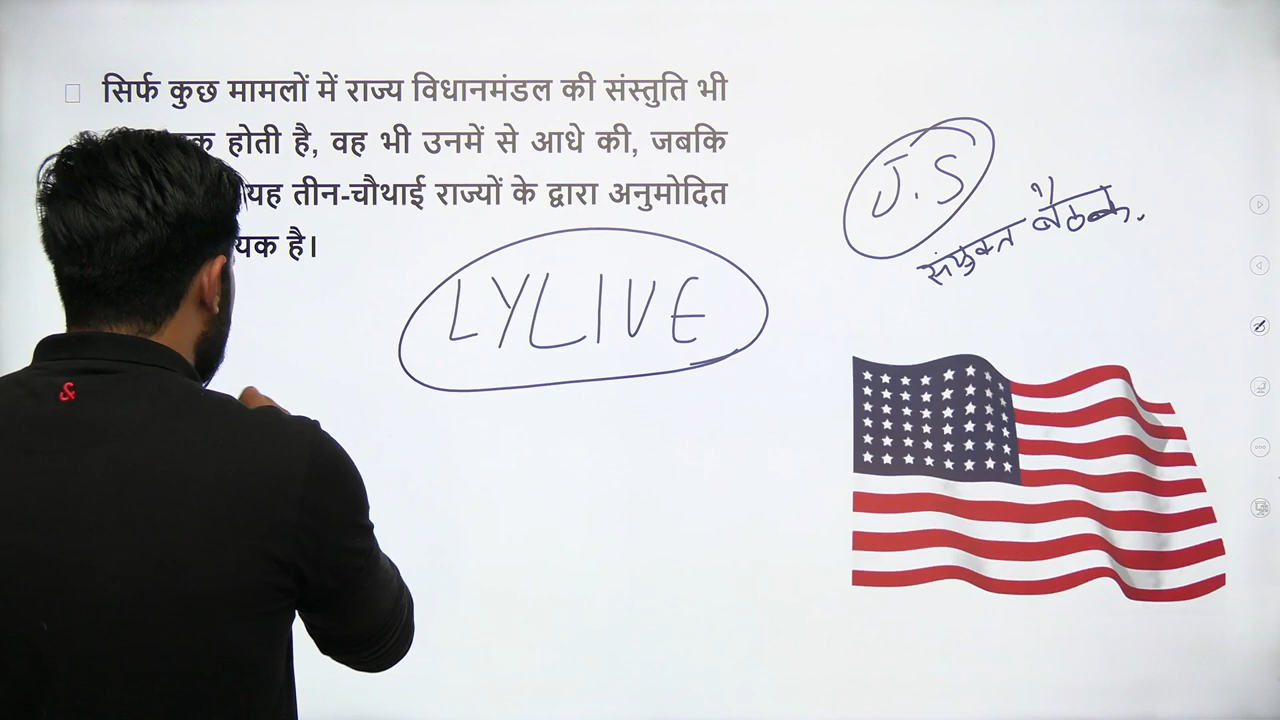 सिर्फ कुछ मामलों में राज्य विधानमंडल की संस्तुति भी
होती है, वह भी उनमें से आधे की, जबकि
यह तीन-चौथाई राज्यों के द्वारा अनुमोदित
है।
LYLIVE
J.S
संयुक्त बैठक.
&